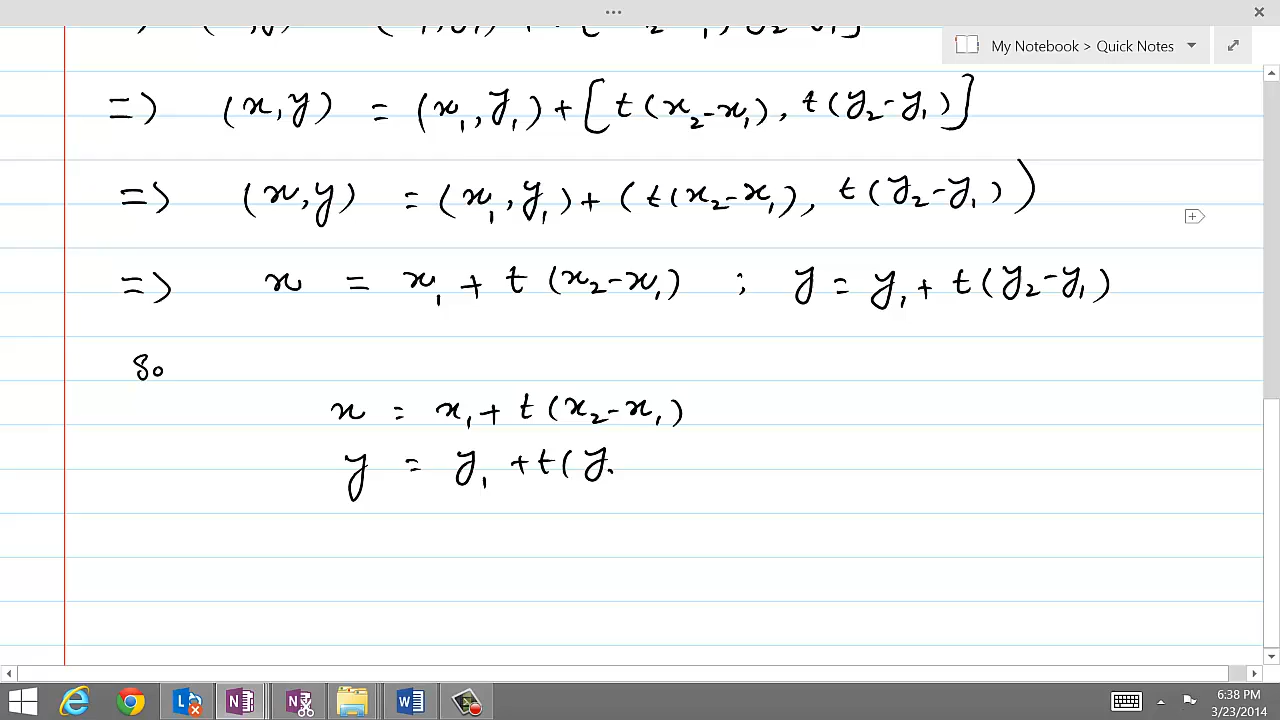 My Notebook > Quick Notes
=> (x,y) = (x₁,y₁) + [t(x₂-x₁), t(y₂-y₁)]
=> (x,y) = (x₁,y₁) + (t(x₂-x₁), t(y₂-y₁))
=> x = x₁ + t(x₂-x₁) ; y = y₁ + t(y₂-y₁)
So
x = x₁ + t(x₂-x₁)
y = y₁ + t(y
6:38 PM
3/23/2014